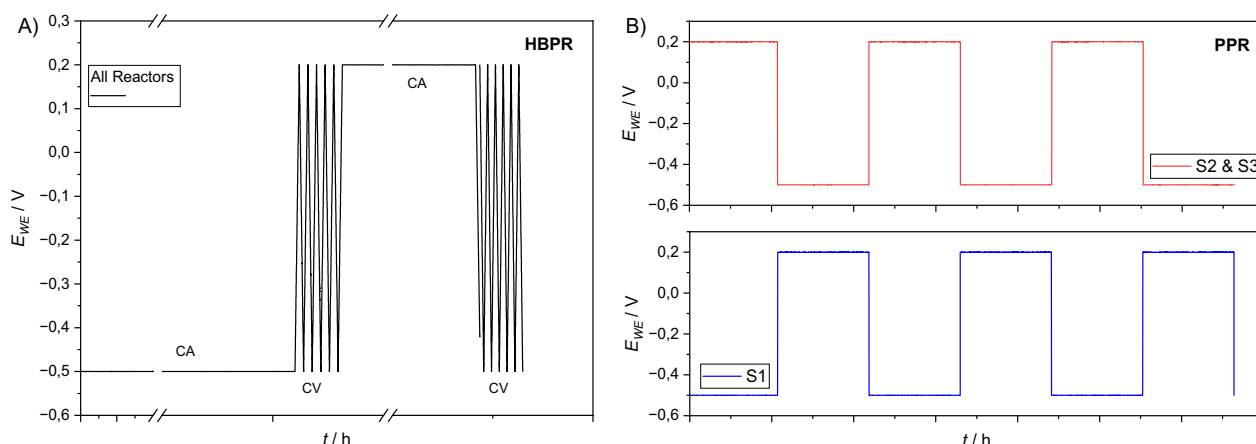 A)
HBPR
All Reactors
CA
CA
CV
CV
0,3
0,2
0,1
0,0
−0,1
−0,2
−0,3
−0,4
−0,5
−0,6
E_WE / V
t / h
B)
PPR
0,2
0,0
−0,2
−0,4
−0,6
E_WE / V
S2 & S3
0,2
0,0
−0,2
−0,4
−0,6
E_WE / V
S1
t / h